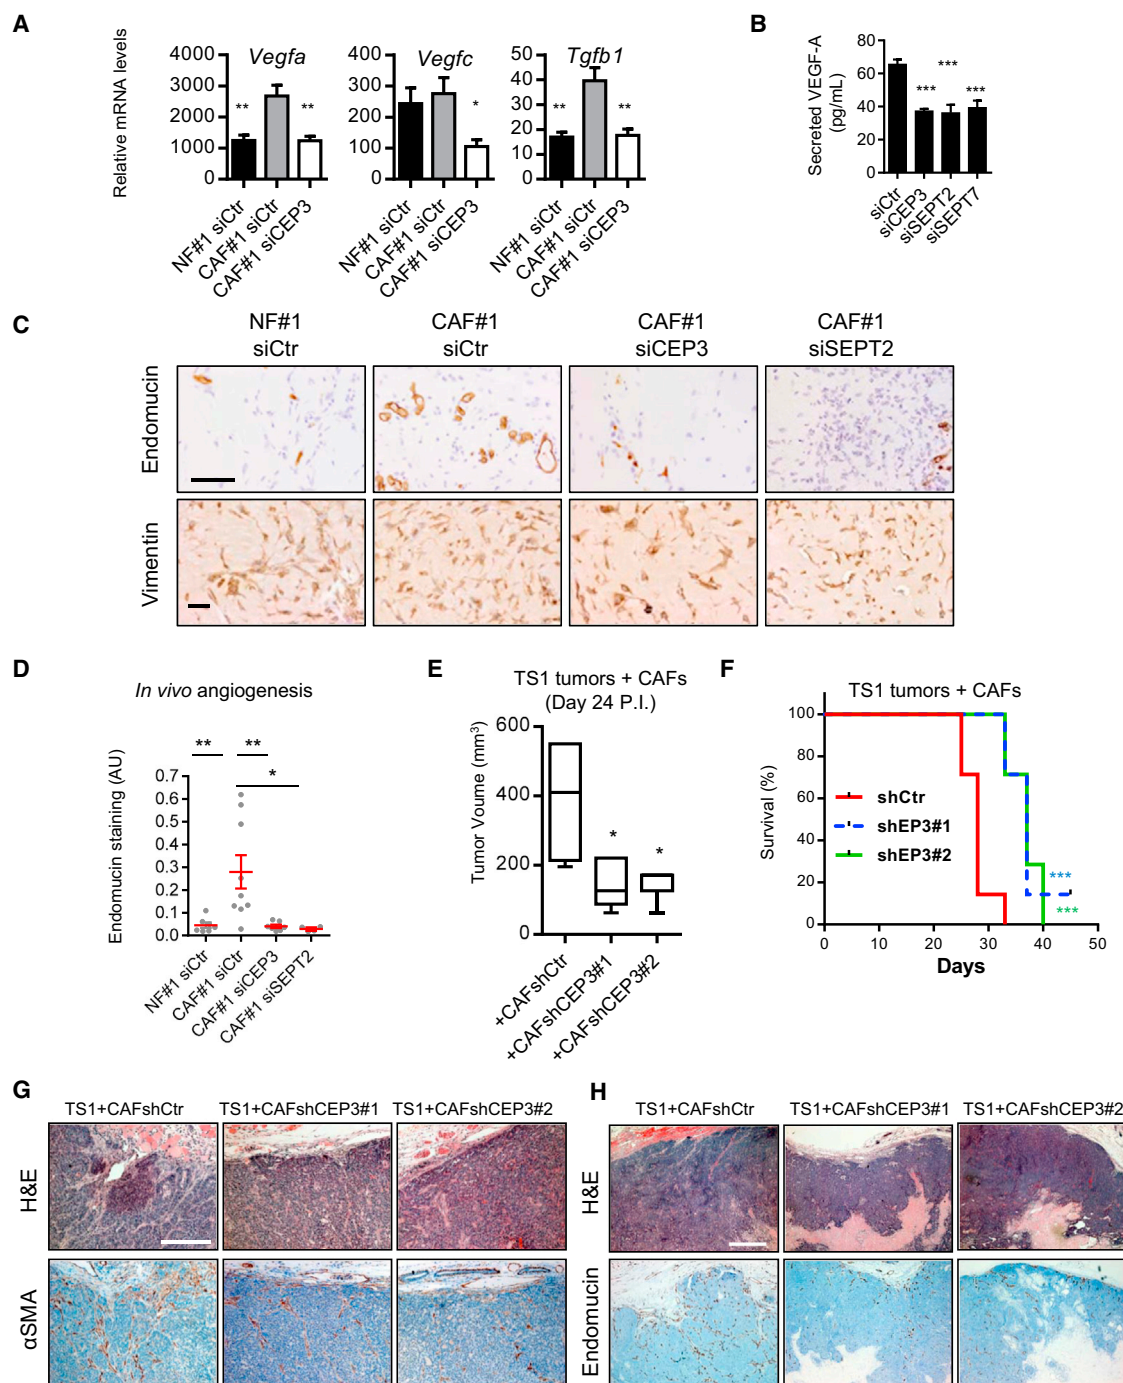 A
Relative mRNA levels
Vegfa
4000
3000
2000
1000
0
**
**
NF#1 siCtr
CAF#1 siCtr
CAF#1 siCEP3
Vegfc
400
300
200
100
0
*
NF#1 siCtr
CAF#1 siCtr
CAF#1 siCEP3
Tgfb1
50
40
30
20
10
0
**
**
NF#1 siCtr
CAF#1 siCtr
CAF#1 siCEP3
B
Secreted VEGF-A
(pg/mL)
80
60
40
20
0
***
***
***
siCtr
siCEP3
siSEPT2
siSEPT7
C
NF#1
siCtr
CAF#1
siCtr
CAF#1
siCEP3
CAF#1
siSEPT2
Endomucin
Vimentin
D
In vivo angiogenesis
Endomucin staining (AU)
**
**
*
0.7
0.6
0.5
0.3
0.2
0.1
0.0
NF#1 siCtr
CAF#1 siCtr
CAF#1 siCEP3
CAF#1 siSEPT2
E
TS1 tumors + CAFs
(Day 24 P.I.)
Tumor Voume (mm³)
600
400
200
0
*
*
+CAFshCtr
+CAFshCEP3#1
+CAFshCEP3#2
F
TS1 tumors + CAFs
Survival (%)
100
80
60
40
20
0
shCtr
shEP3#1
shEP3#2
***
***
0
10
20
30
40
50
Days
G
TS1+CAFshCtr
TS1+CAFshCEP3#1
TS1+CAFshCEP3#2
H&E
αSMA
H
TS1+CAFshCtr
TS1+CAFshCEP3#1
TS1+CAFshCEP3#2
H&E
Endomucin